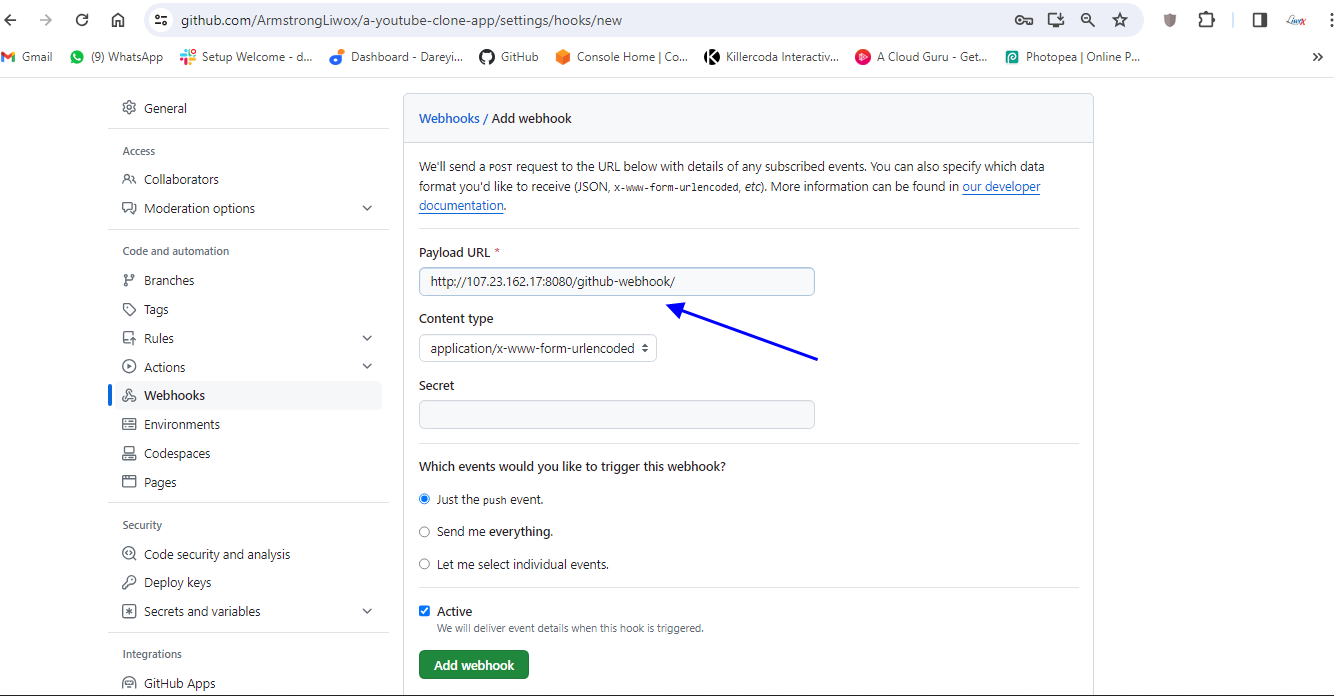 github.com/ArmstrongLiwox/a-youtube-clone-app/settings/hooks/new
Liwox
Gmail
(9) WhatsApp
Setup Welcome - d...
Dashboard - Dareyi...
GitHub
Console Home | Co...
Killercoda Interactiv...
A Cloud Guru - Get...
Photopea | Online P...
General
Access
Collaborators
Moderation options
Code and automation
Branches
Tags
Rules
Actions
Webhooks
Environments
Codespaces
Pages
Security
Code security and analysis
Deploy keys
Secrets and variables
Integrations
GitHub Apps
Webhooks / Add webhook
We'll send a POST request to the URL below with details of any subscribed events. You can also specify which data
format you'd like to receive (JSON, x-www-form-urlencoded, etc). More information can be found in our developer
documentation.
Payload URL *
http://107.23.162.17:8080/github-webhook/
Content type
application/x-www-form-urlencoded
Secret
Which events would you like to trigger this webhook?
Just the push event.
Send me everything.
Let me select individual events.
Active
We will deliver event details when this hook is triggered.
Add webhook